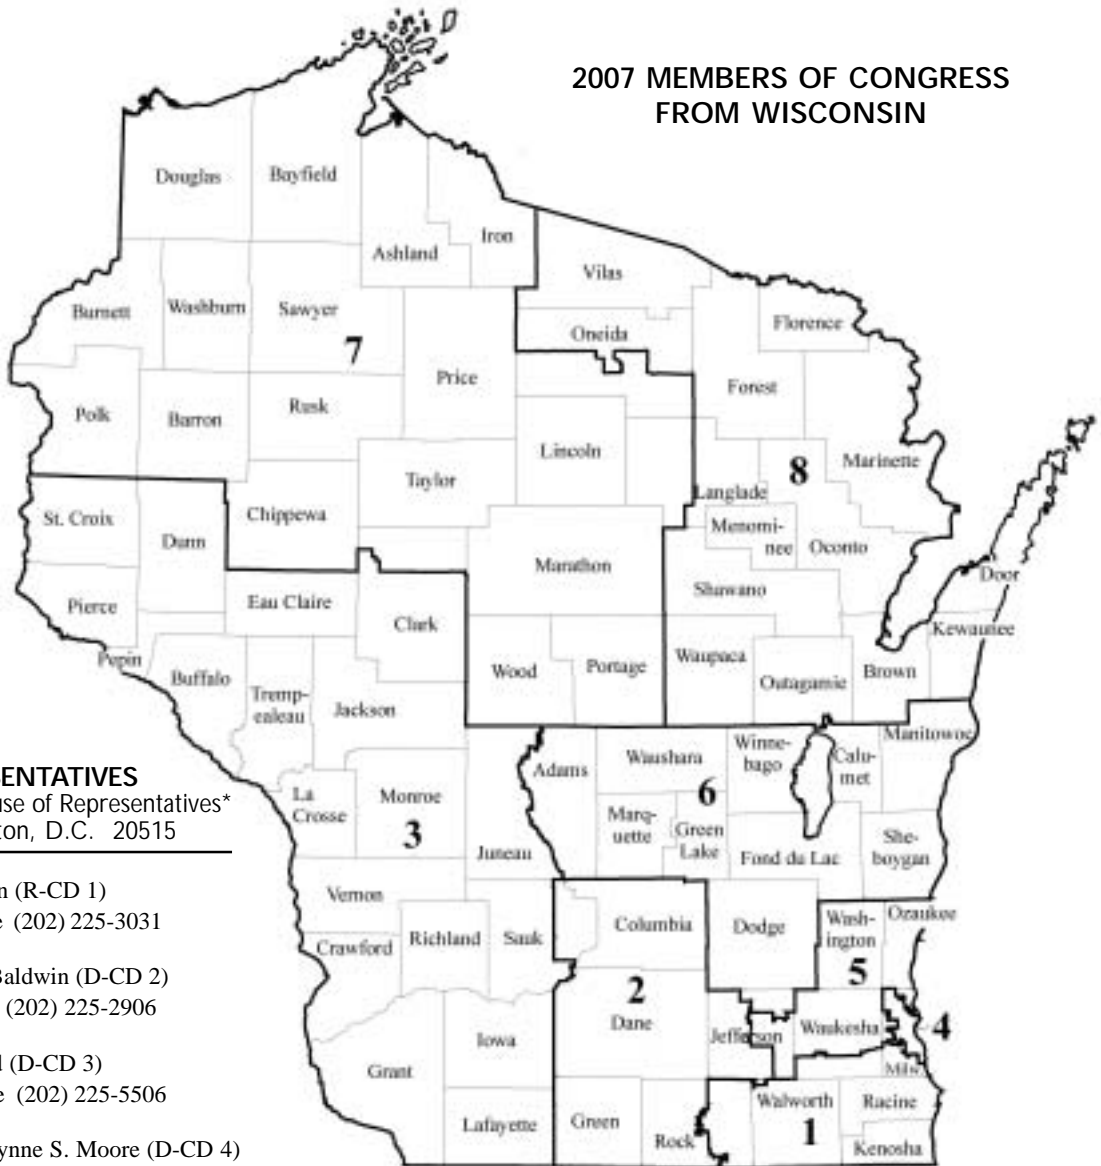 2007 MEMBERS OF CONGRESS
FROM WISCONSIN
Douglas
Bayfield
Ashland
Iron
Vilas
Burnett
Washburn
Sawyer
7
Oneida
Florence
Price
Forest
Polk
Barron
Rusk
Lincoln
Taylor
8
Marinette
Langlade
St. Croix
Chippewa
Dunn
Menomi-
nee
Oconto
Marathon
Door
Pierce
Eau Claire
Clark
Shawano
Kewaunee
Pepin
Buffalo
Wood
Portage
Waupaca
Outagamie
Brown
Tremp-
ealeau
Jackson
Manitowoc
Adams
Waushara
Winne-
bago
Calu-
met
6
La
Crosse
Monroe
3
Marq-
uette
Green
Lake
Juneau
Fond du Lac
She-
boygan
Vernon
Crawford
Richland
Sauk
Columbia
Dodge
Wash-
ington
Ozaukee
5
2
Dane
Jefferson
Waukesha
4
Iowa
Grant
Milw.
Lafayette
Green
Rock
Walworth
1
Racine
Kenosha
SENTATIVES
use of Representatives*
ton, D.C. 20515
n (R-CD 1)
e (202) 225-3031
Baldwin (D-CD 2)
(202) 225-2906
d (D-CD 3)
e (202) 225-5506
ynne S. Moore (D-CD 4)